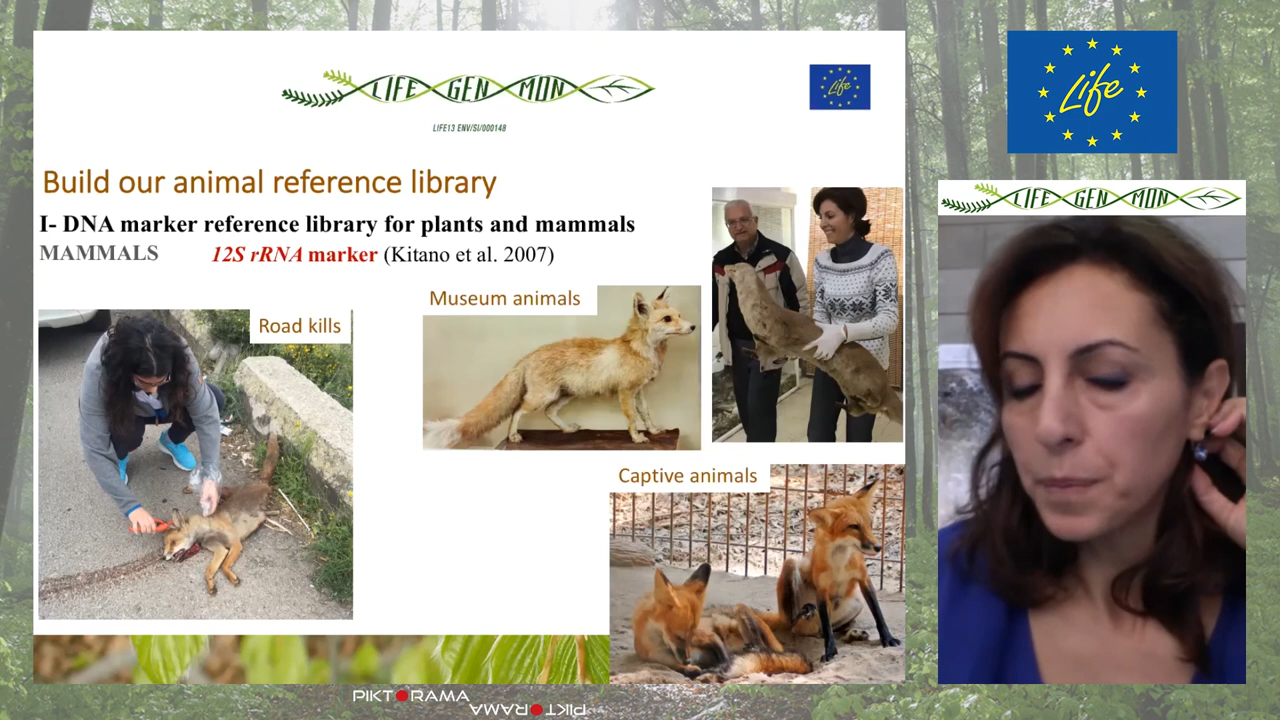 LIFE GEN MON
LIFE13 ENV/SI/000148
Life
Life
LIFE GEN MON
Build our animal reference library
I- DNA marker reference library for plants and mammals
MAMMALS 12S rRNA marker (Kitano et al. 2007)
Museum animals
Road kills
Captive animals
PIKTORAMA
PIKTORAMA